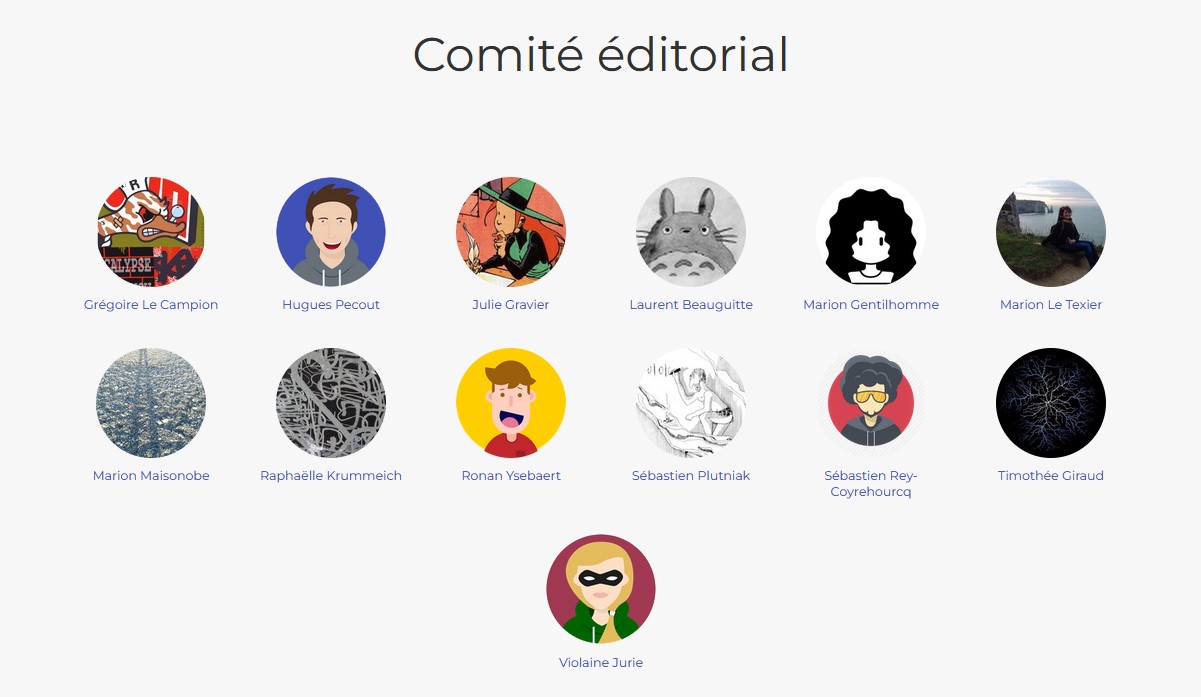 Comité éditorial
CALYPSE
Grégoire Le Campion
Hugues Pecout
Julie Gravier
Laurent Beauguitte
Marion Gentilhomme
Marion Le Texier
Marion Maisonobe
Raphaëlle Krummeich
Ronan Ysebaert
Sébastien Plutniak
Sébastien Rey-
Coyrehourcq
Timothée Giraud
Violaine Jurie